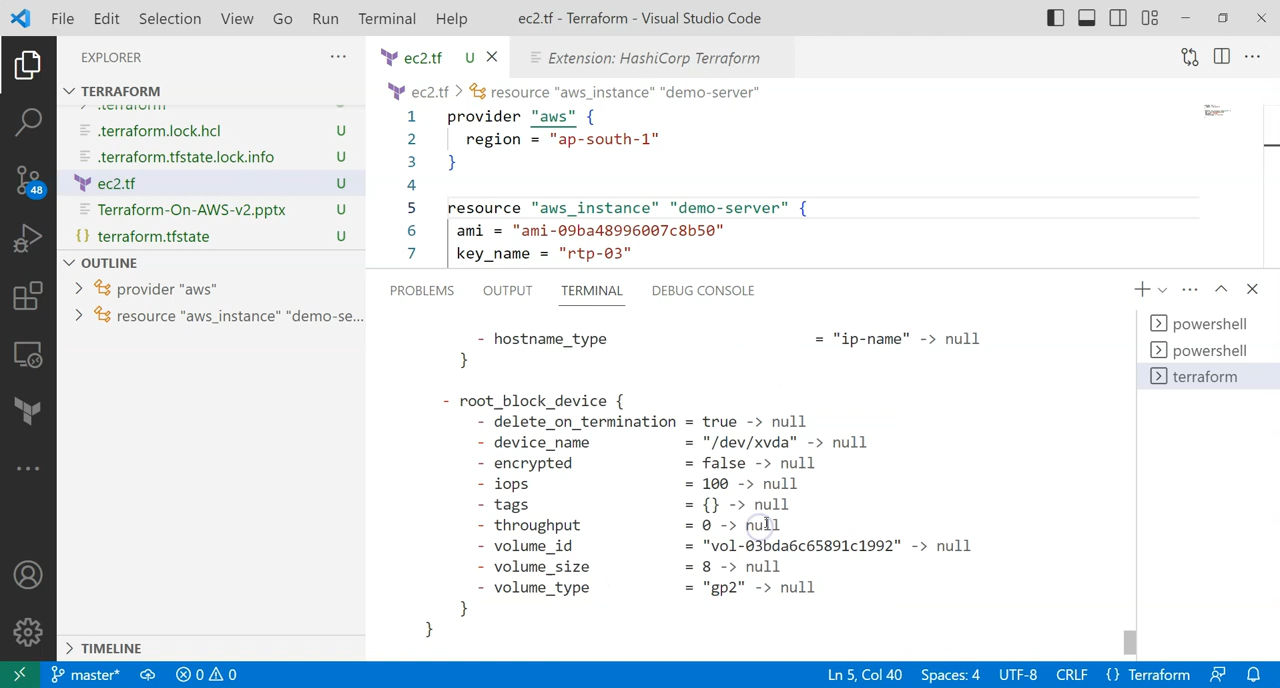 File Edit Selection View Go Run Terminal Help ec2.tf - Terraform - Visual Studio Code
EXPLORER
TERRAFORM
.terraform
.terraform.lock.hcl U
.terraform.tfstate.lock.info U
ec2.tf U
Terraform-On-AWS-v2.pptx U
terraform.tfstate U
OUTLINE
provider "aws"
resource "aws_instance" "demo-se...
TIMELINE
48
ec2.tf U
Extension: HashiCorp Terraform
ec2.tf > resource "aws_instance" "demo-server"
1 provider "aws" {
2 region = "ap-south-1"
3 }
4
5 resource "aws_instance" "demo-server" {
6 ami = "ami-09ba48996007c8b50"
7 key_name = "rtp-03"
PROBLEMS OUTPUT TERMINAL DEBUG CONSOLE
- hostname_type = "ip-name" -> null
}
- root_block_device {
- delete_on_termination = true -> null
- device_name = "/dev/xvda" -> null
- encrypted = false -> null
- iops = 100 -> null
- tags = {} -> null
- throughput = 0 -> null
- volume_id = "vol-03bda6c65891c1992" -> null
- volume_size = 8 -> null
- volume_type = "gp2" -> null
}
}
powershell
powershell
terraform
master* 0 0 Ln 5, Col 40 Spaces: 4 UTF-8 CRLF {} Terraform